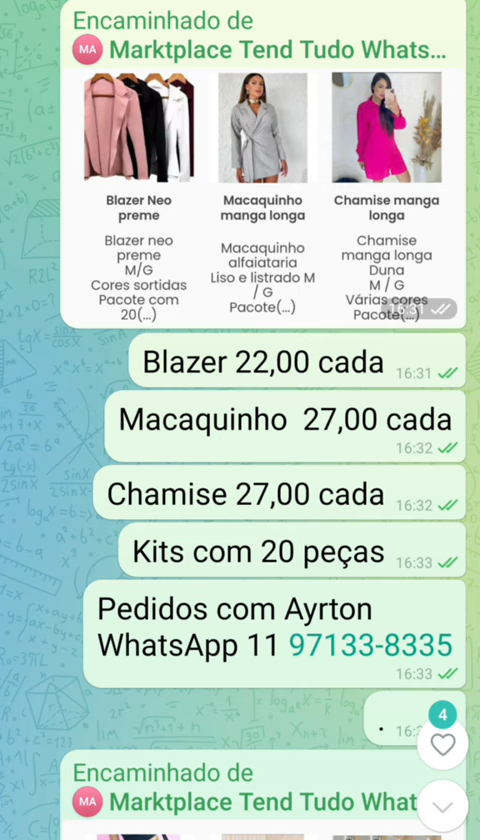 Encaminhado de
MA Marktplace Tend Tudo Whats...
Blazer Neo
preme
Blazer neo
preme
M/G
Cores sortidas
Pacote com
20(...)
Macaquinho
manga longa
Macaquinho
alfaiataria
Liso e listrado M
/ G
Pacote(...)
Chamise manga
longa
Chamise
manga longa
Duna
M / G
Várias cores
Pacote(...)
16:31
Blazer 22,00 cada
16:31
Macaquinho 27,00 cada
16:32
Chamise 27,00 cada
16:32
Kits com 20 peças
16:33
Pedidos com Ayrton
WhatsApp 11 97133-8335
16:33
.
4
Encaminhado de
MA Marktplace Tend Tudo What